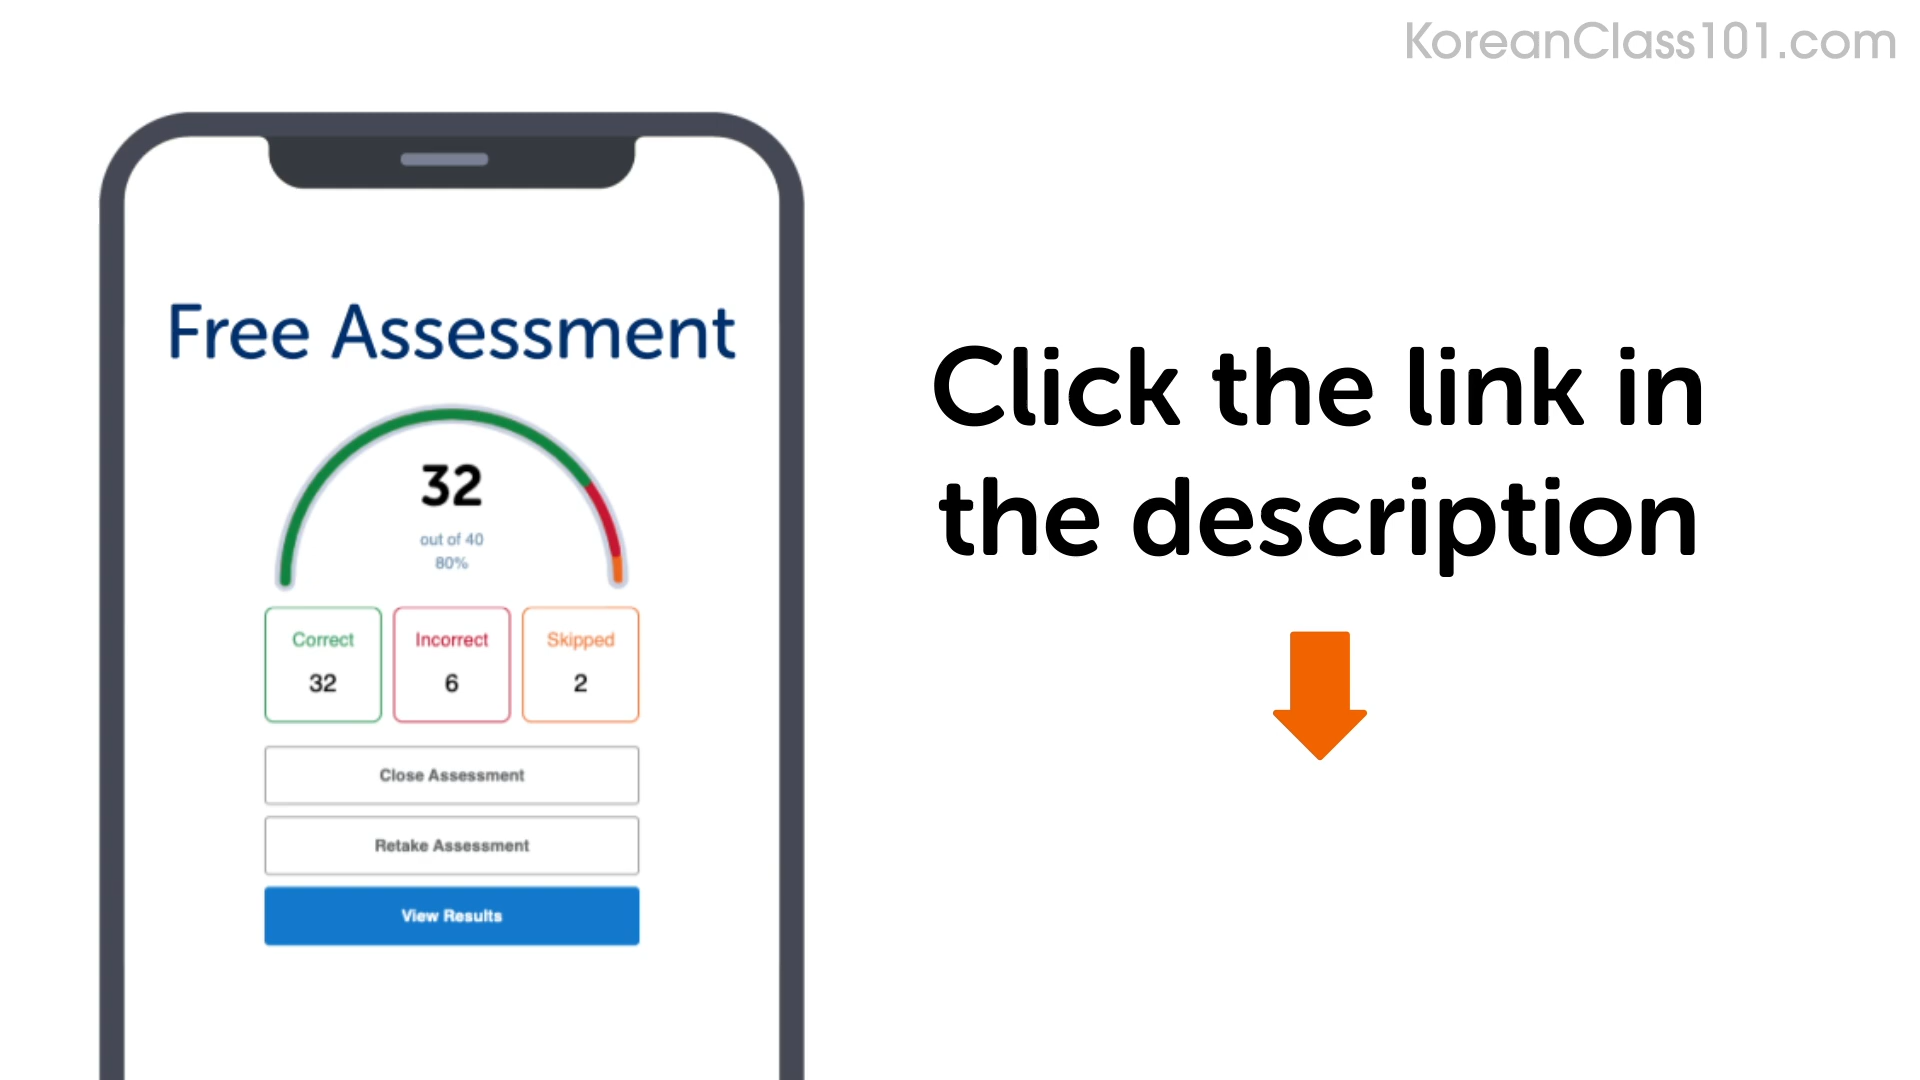 KoreanClass101.com
Free Assessment
32
out of 40
80%
Correct
32
Incorrect
6
Skipped
2
Close Assessment
Retake Assessment
View Results
Click the link in
the description